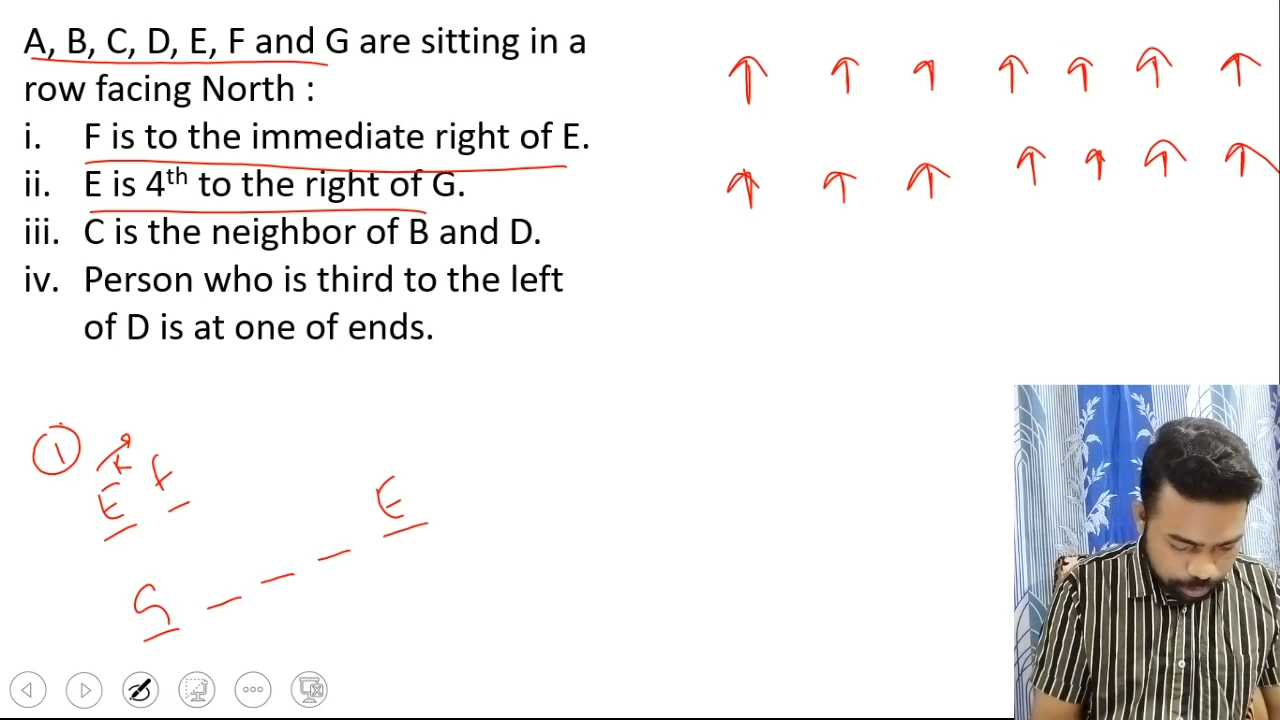 A, B, C, D, E, F and G are sitting in a
row facing North :
i. F is to the immediate right of E.
ii. E is 4th to the right of G.
iii. C is the neighbor of B and D.
iv. Person who is third to the left
of D is at one of ends.
1
E f
G _ _ _ E